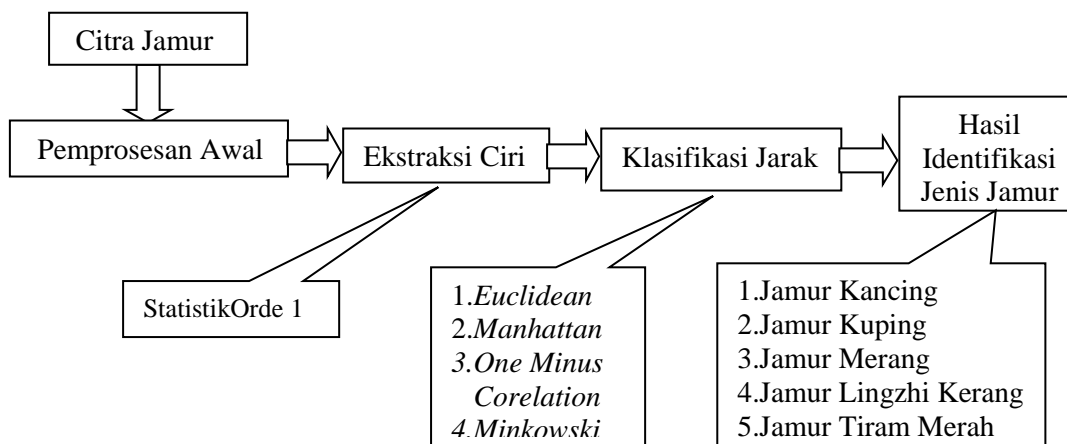 Citra Jamur
Pemprosesan Awal
Ekstraksi Ciri
Klasifikasi Jarak
Hasil
Identifikasi
Jenis Jamur
StatistikOrde 1
1.Euclidean
2.Manhattan
3.One Minus
Corelation
4.Minkowski
1.Jamur Kancing
2.Jamur Kuping
3.Jamur Merang
4.Jamur Lingzhi Kerang
5.Jamur Tiram Merah